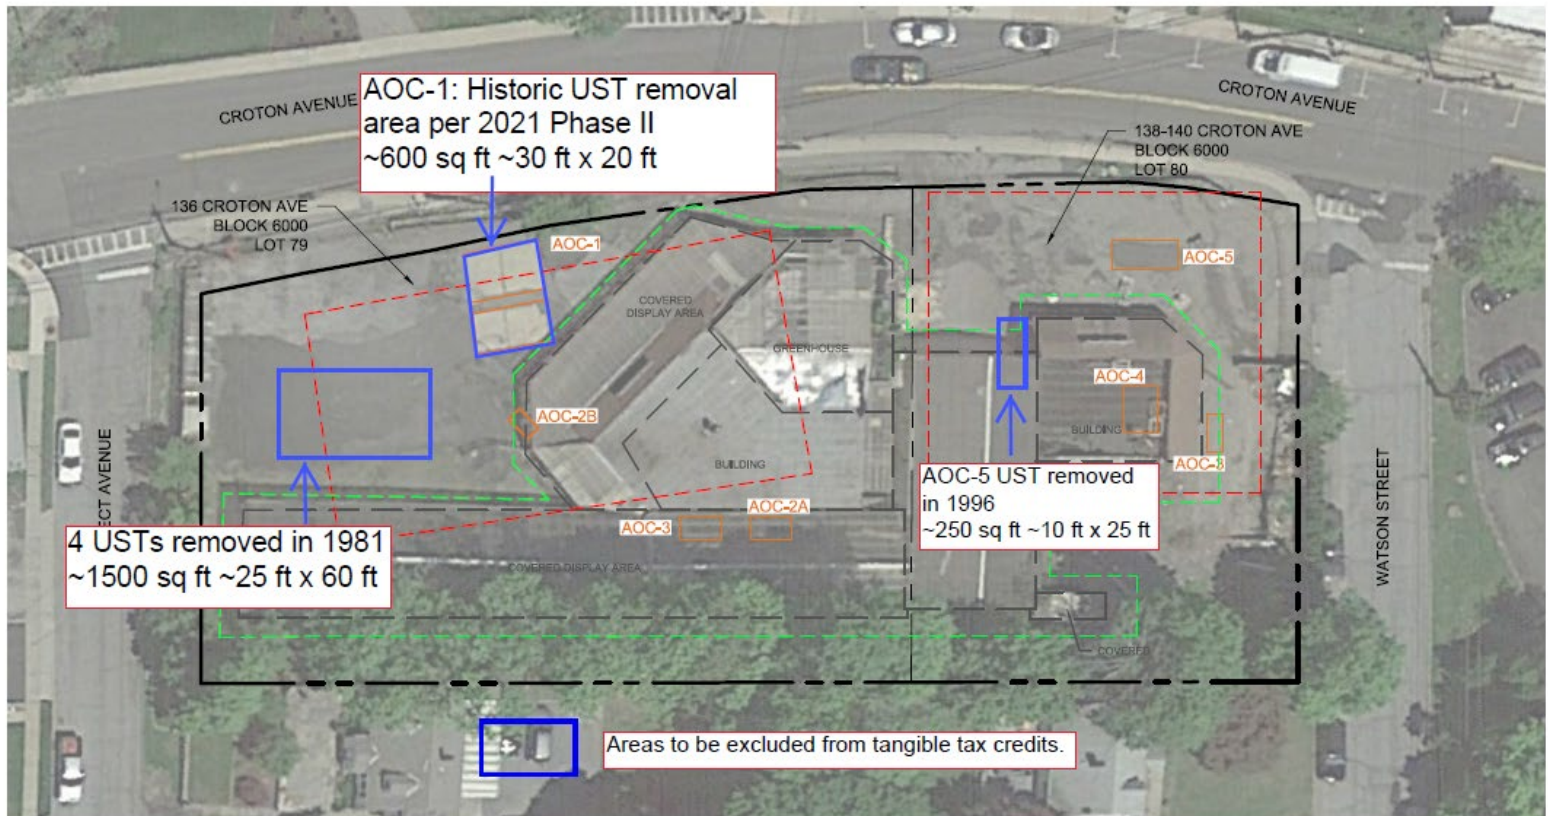 CROTON AVENUE
AOC-1: Historic UST removal
area per 2021 Phase II
~600 sq ft ~30 ft x 20 ft
CROTON AVENUE
138-140 CROTON AVE
BLOCK 6000
LOT 80
136 CROTON AVE
BLOCK 6000
LOT 79
AOC-1
AOC-5
COVERED
DISPLAY AREA
GREENHOUSE
AOC-4
AOC-2B
BUILDING
BUILDING
AOC-3
AOC-5 UST removed
in 1996
~250 sq ft ~10 ft x 25 ft
AOC-2A
AOC-3
ECT AVENUE
4 USTs removed in 1981
~1500 sq ft ~25 ft x 60 ft
COVERED DISPLAY AREA
WATSON STREET
COVERED
Areas to be excluded from tangible tax credits.